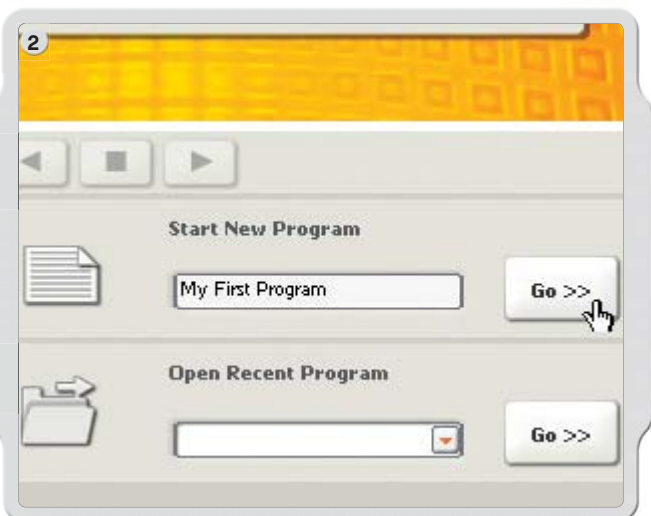 2
Start New Program
My First Program
Go >>
Open Recent Program
Go >>